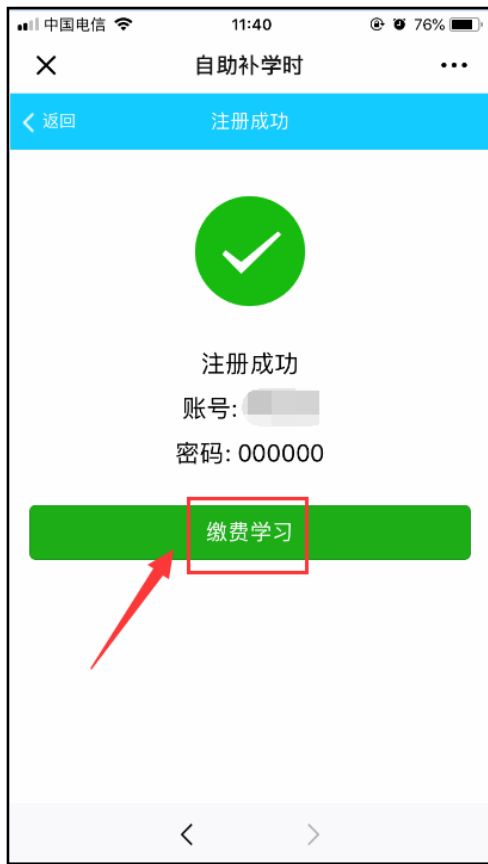 中国电信 11:40 76%
自助补学时
返回 注册成功
注册成功
账号:
密码: 000000
缴费学习